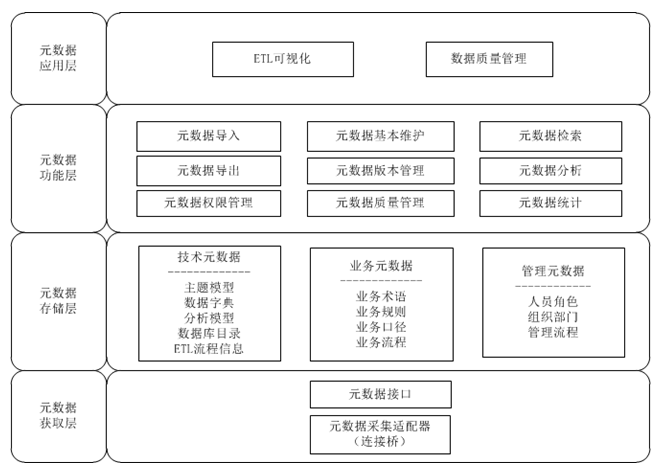 元数据
应用层
ETL可视化
数据质量管理
元数据
功能层
元数据导入
元数据基本维护
元数据检索
元数据导出
元数据版本管理
元数据分析
元数据权限管理
元数据质量管理
元数据统计
元数据
存储层
技术元数据
主题模型
数据字典
分析模型
数据库目录
ETL流程信息
业务元数据
业务术语
业务规则
业务口径
业务流程
管理元数据
人员角色
组织部门
管理流程
元数据
获取层
元数据接口
元数据采集适配器
（连接桥）